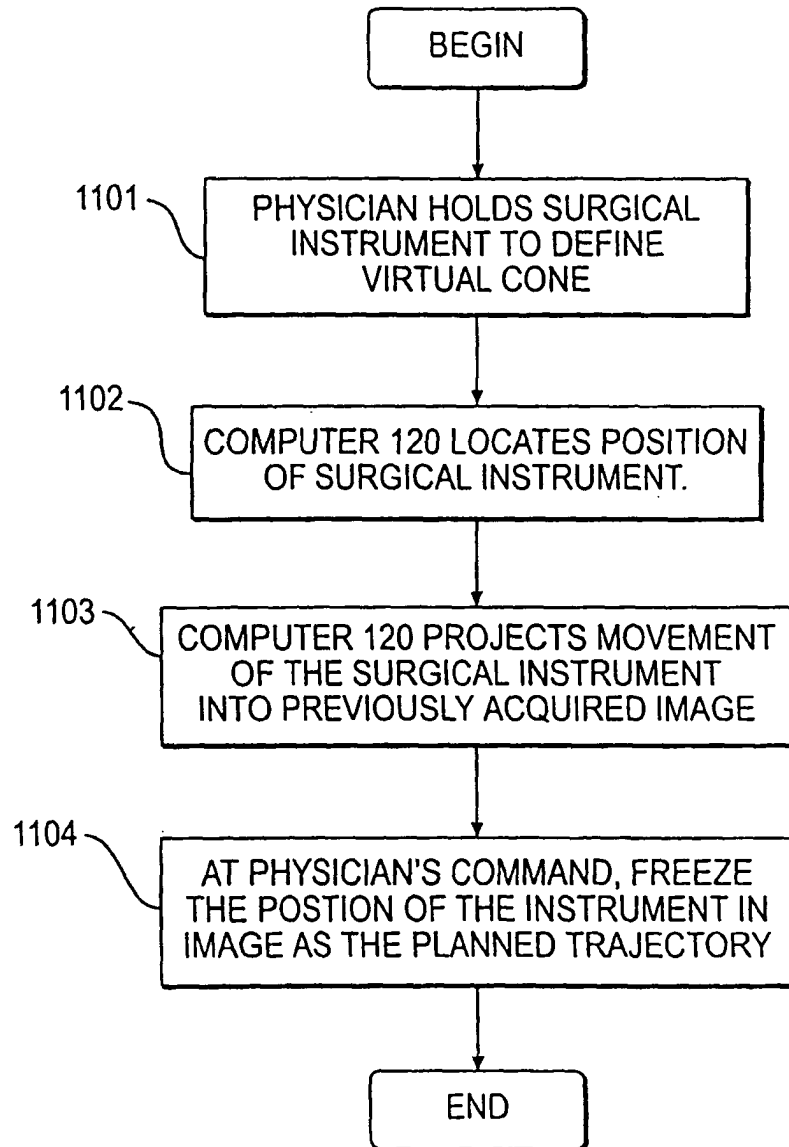 BEGIN
1101
PHYSICIAN HOLDS SURGICAL
INSTRUMENT TO DEFINE
VIRTUAL CONE
1102
COMPUTER 120 LOCATES POSITION
OF SURGICAL INSTRUMENT.
1103
COMPUTER 120 PROJECTS MOVEMENT
OF THE SURGICAL INSTRUMENT
INTO PREVIOUSLY ACQUIRED IMAGE
1104
AT PHYSICIAN'S COMMAND, FREEZE
THE POSTION OF THE INSTRUMENT IN
IMAGE AS THE PLANNED TRAJECTORY
END